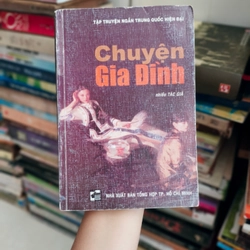 TẬP TRUYỆN NGẮN TRUNG QUỐC HIỆN ĐẠI
Chuyện
Gia Đình
NHIỀU TÁC GIẢ
NHÀ XUẤT BẢN TỔNG HỢP TP. HỒ CHÍ MINH